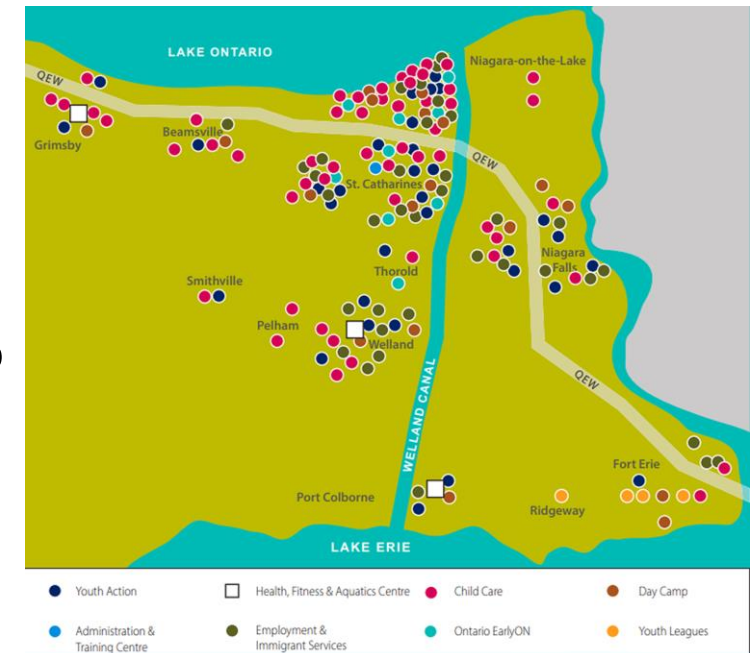 LAKE ONTARIO
Niagara-on-the-Lake
QEW
Beamsville
Grimsby
QEW
St. Catharines
Niagara
Falls
Thorold
Smithville
Pelham
Welland
QEW
WELLAND CANAL
Fort Erie
Port Colborne
Ridgeway
LAKE ERIE
Youth Action
Health, Fitness & Aquatics Centre
Child Care
Day Camp
Administration &
Training Centre
Employment &
Immigrant Services
Ontario EarlyON
Youth Leagues